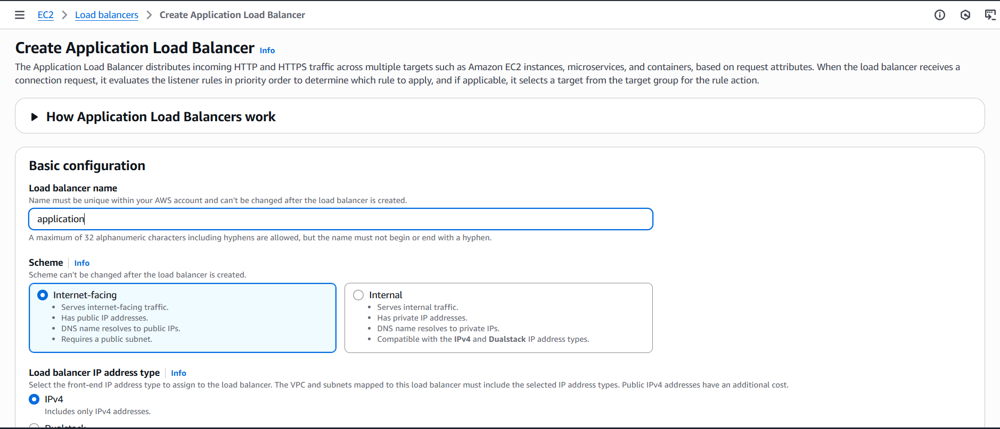 EC2 > Load balancers > Create Application Load Balancer
Create Application Load Balancer Info
The Application Load Balancer distributes incoming HTTP and HTTPS traffic across multiple targets such as Amazon EC2 instances, microservices, and containers, based on request attributes. When the load balancer receives a
connection request, it evaluates the listener rules in priority order to determine which rule to apply, and if applicable, it selects a target from the target group for the rule action.
How Application Load Balancers work
Basic configuration
Load balancer name
Name must be unique within your AWS account and can't be changed after the load balancer is created.
application
A maximum of 32 alphanumeric characters including hyphens are allowed, but the name must not begin or end with a hyphen.
Scheme Info
Scheme can't be changed after the load balancer is created.
Internet-facing
• Serves internet-facing traffic.
• Has public IP addresses.
• DNS name resolves to public IPs.
• Requires a public subnet.
Internal
• Serves internal traffic.
• Has private IP addresses.
• DNS name resolves to private IPs.
• Compatible with the IPv4 and Dualstack IP address types.
Load balancer IP address type Info
Select the front-end IP address type to assign to the load balancer. The VPC and subnets mapped to this load balancer must include the selected IP address types. Public IPv4 addresses have an additional cost.
IPv4
Includes only IPv4 addresses.
Dualstack